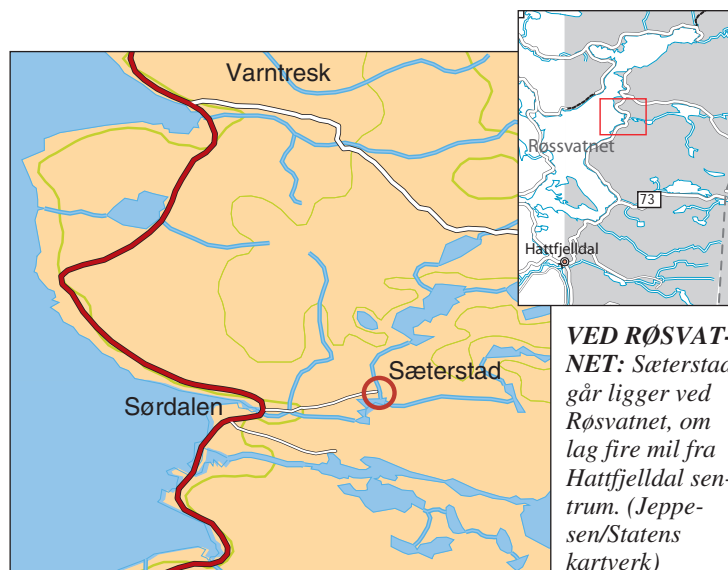 Varntresk
Sæterstad
Sørdalen
Røssvatnet
73
Hattfjelldal
VED RØSVAT-
NET: Sæterstad
går ligger ved
Røsvatnet, om
lag fire mil fra
Hattfjelldal sen-
trum. (Jeppe-
sen/Statens
kartverk)